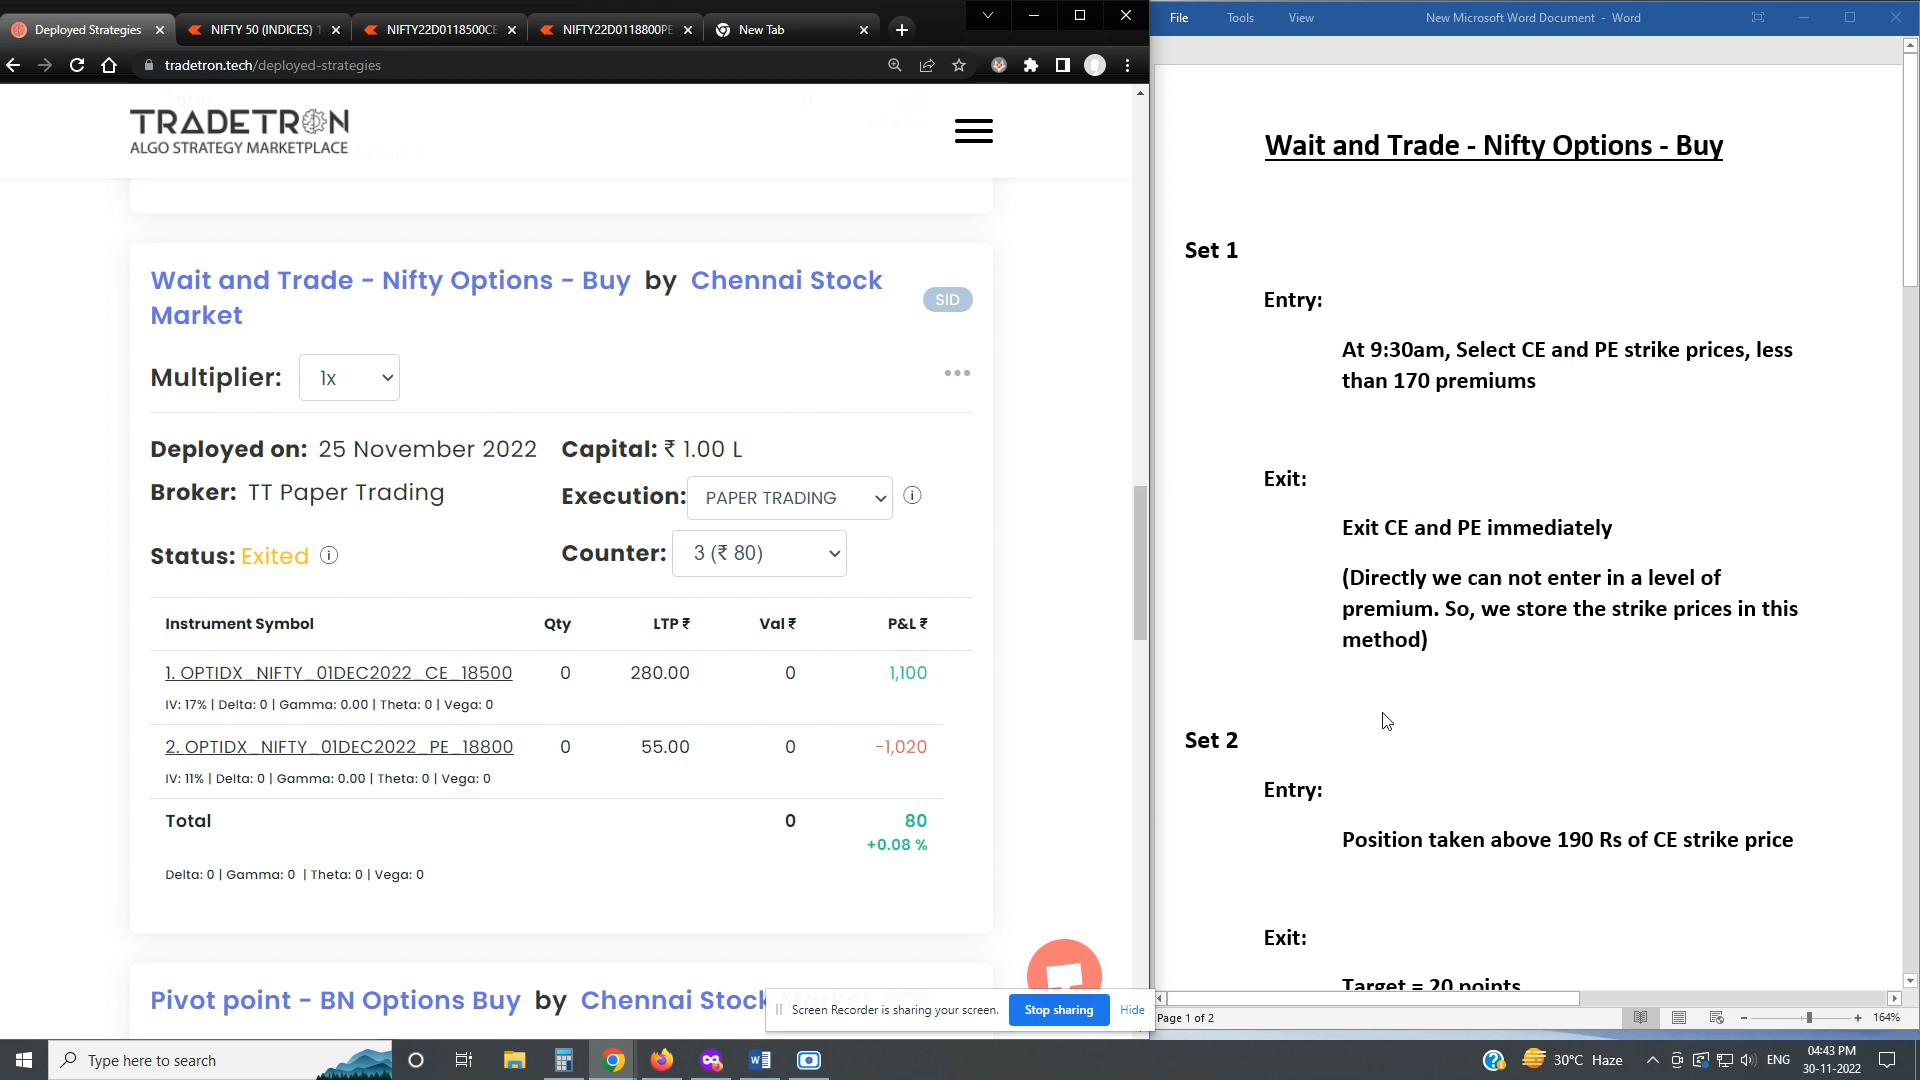 Deployed Strategies
NIFTY 50 (INDICES) 1
NIFTY22D0118500CE
NIFTY22D0118800PE
New Tab
File
Tools
View
New Microsoft Word Document - Word
tradetron.tech/deployed-strategies
TRADETRON
ALGO STRATEGY MARKETPLACE
Wait and Trade - Nifty Options - Buy by Chennai Stock
Market
SID
Multiplier: 1x
Deployed on: 25 November 2022
Capital: ₹ 1.00 L
Broker: TT Paper Trading
Execution: PAPER TRADING
Status: Exited
Counter: 3 (₹ 80)
Instrument Symbol Qty LTP ₹ Val ₹ P&L ₹
1. OPTIDX_NIFTY_01DEC2022_CE_18500 0 280.00 0 1,100
IV: 17% | Delta: 0 | Gamma: 0.00 | Theta: 0 | Vega: 0
2. OPTIDX_NIFTY_01DEC2022_PE_18800 0 55.00 0 -1,020
IV: 11% | Delta: 0 | Gamma: 0.00 | Theta: 0 | Vega: 0
Total 0 80
+0.08 %
Delta: 0 | Gamma: 0 | Theta: 0 | Vega: 0
Pivot point - BN Options Buy by Chennai Stock Market
Screen Recorder is sharing your screen.
Stop sharing
Hide
Wait and Trade - Nifty Options - Buy
Set 1
Entry:
At 9:30am, Select CE and PE strike prices, less
than 170 premiums
Exit:
Exit CE and PE immediately
(Directly we can not enter in a level of
premium. So, we store the strike prices in this
method)
Set 2
Entry:
Position taken above 190 Rs of CE strike price
Exit:
Target = 20 points
Page 1 of 2
164%
Type here to search
30°C Haze
ENG
04:43 PM
30-11-2022